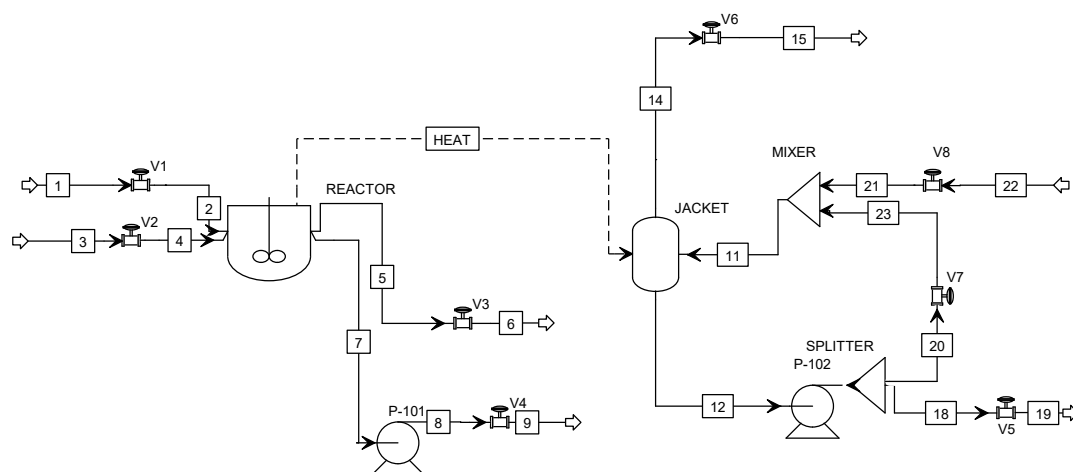 V6
15
14
HEAT
MIXER
V8
V1
1
REACTOR
21
22
2
JACKET
23
V2
3
4
11
5
V7
V3
6
7
SPLITTER
20
P-102
P-101
8
V4
9
12
18
19
V5